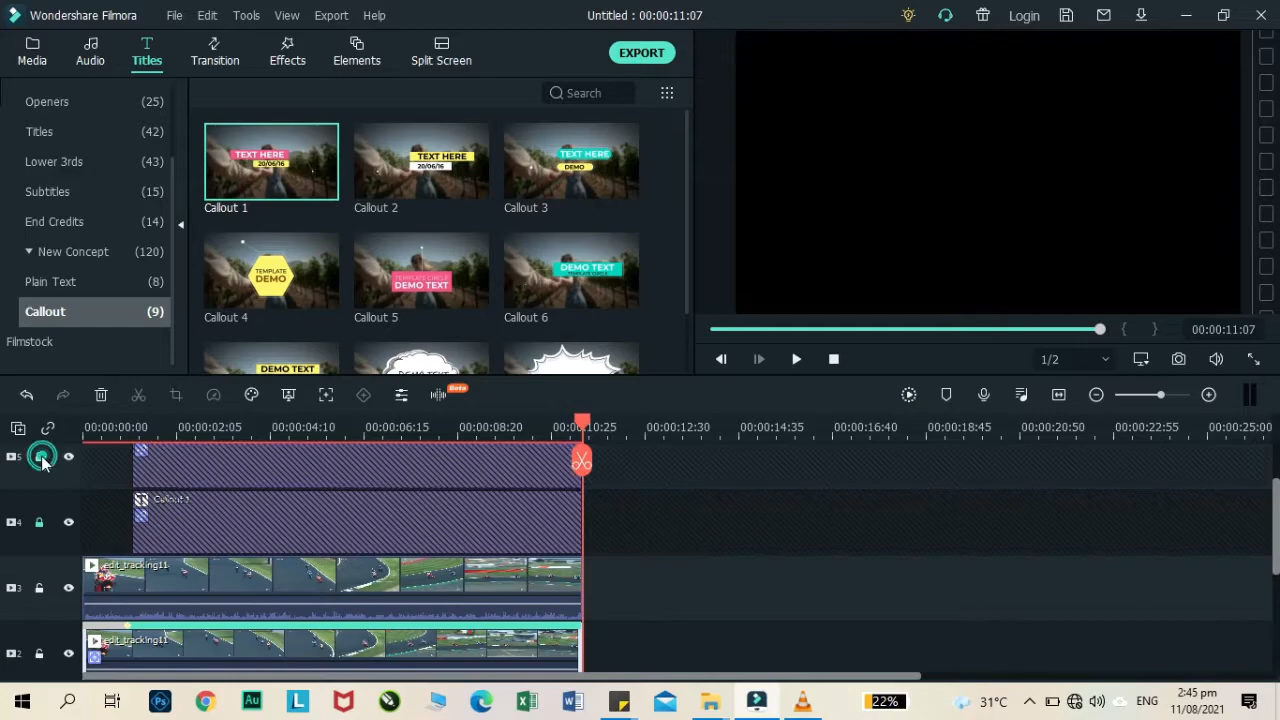 Wondershare Filmora File Edit Tools View Export Help Untitled : 00:00:11:07 Login
Media Audio Titles Transition Effects Elements Split Screen EXPORT
Openers (25)
Titles (42)
Lower 3rds (43)
Subtitles (15)
End Credits (14)
New Concept (120)
Plain Text (8)
Callout (9)
Filmstock
Search
TEXT HERE
20/06/16
TEXT HERE
20/06/16
TEXT HERE
DEMO
Callout 1 Callout 2 Callout 3
TEMPLATE
DEMO
TEMPLATE CIRCLE
DEMO TEXT
DEMO TEXT
Callout 4 Callout 5 Callout 6
DEMO TEXT
00:00:11:07
1/2
Beta
00:00:00:00 00:00:02:05 00:00:04:10 00:00:06:15 00:00:08:20 00:00:10:25 00:00:12:30 00:00:14:35 00:00:16:40 00:00:18:45 00:00:20:50 00:00:22:55 00:00:25:00
5
4 Callout 1
3 edit_tracking11
2 edit_tracking11
Ps Au L 22% 31°C ENG
2:45 pm
11/08/2021